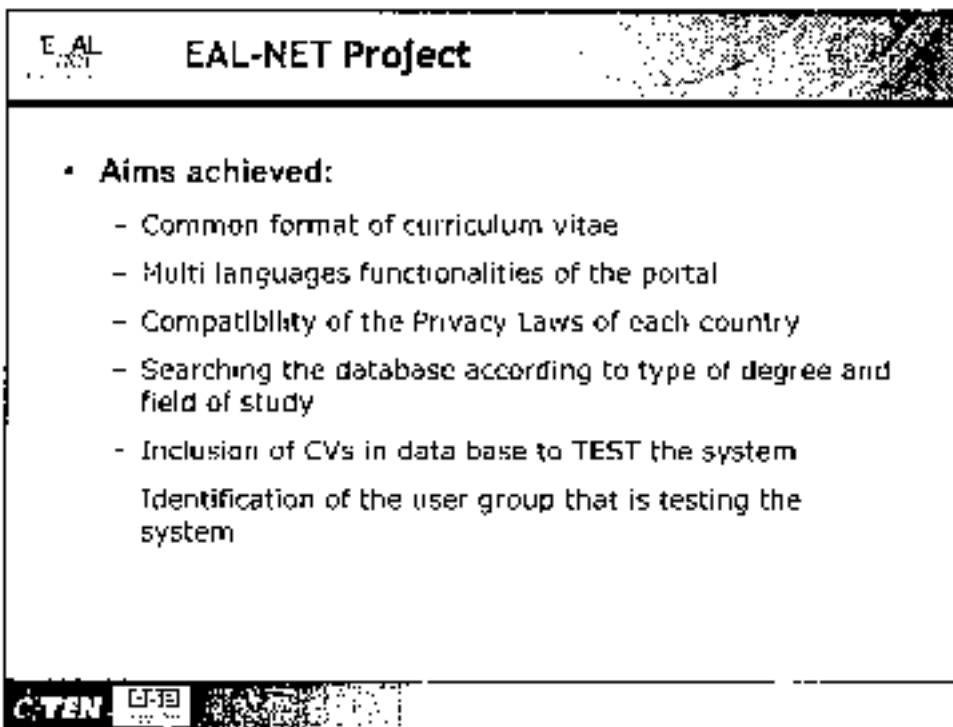 EAL-NET Project
• Aims achieved:
– Common format of curriculum vitae
– Multi languages functionalities of the portal
– Compatibility of the Privacy Laws of each country
– Searching the database according to type of degree and
field of study
- Inclusion of CVs in data base to TEST the system
Identification of the user group that is testing the
system